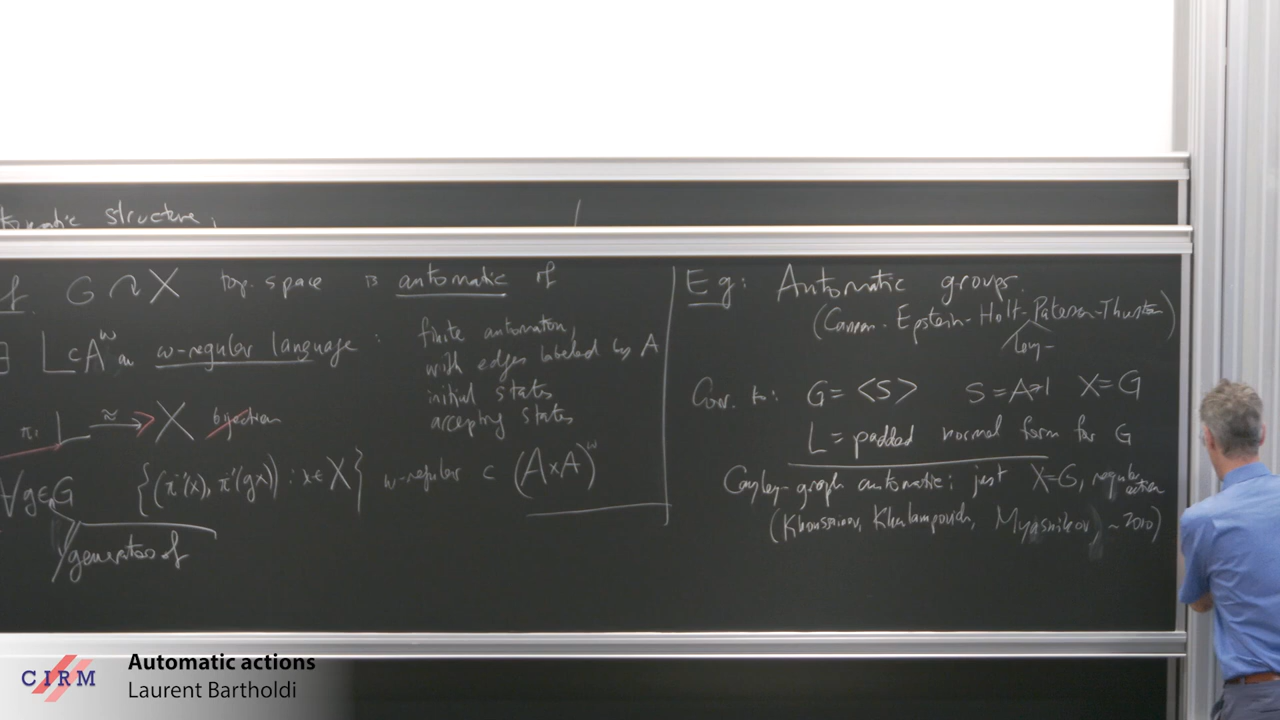 tomatic structure,
f. G ↷ X top. space is automatic if
∃ L ⊂ A^ω an ω-regular language :
finite automaton,
with edges labeled by A
initial states
accepting states
π: L ≈→ X bijection
∀g∈G {(π⁻¹(x), π⁻¹(gx)) : x∈X} ω-regular ⊂ (A×A)^ω
generators of
Eg: Automatic groups.
(Cannon-Epstein-Holt-Paterson-Thurston)
Levy-
Corr. to: G = <S> S = A∌1 X=G
L = padded normal form for G
Cayley-graph automatic: just X=G, regular
action
(Khoussainov, Kharlampovich, Myasnikov, ~2010)
CIRM
Automatic actions
Laurent Bartholdi